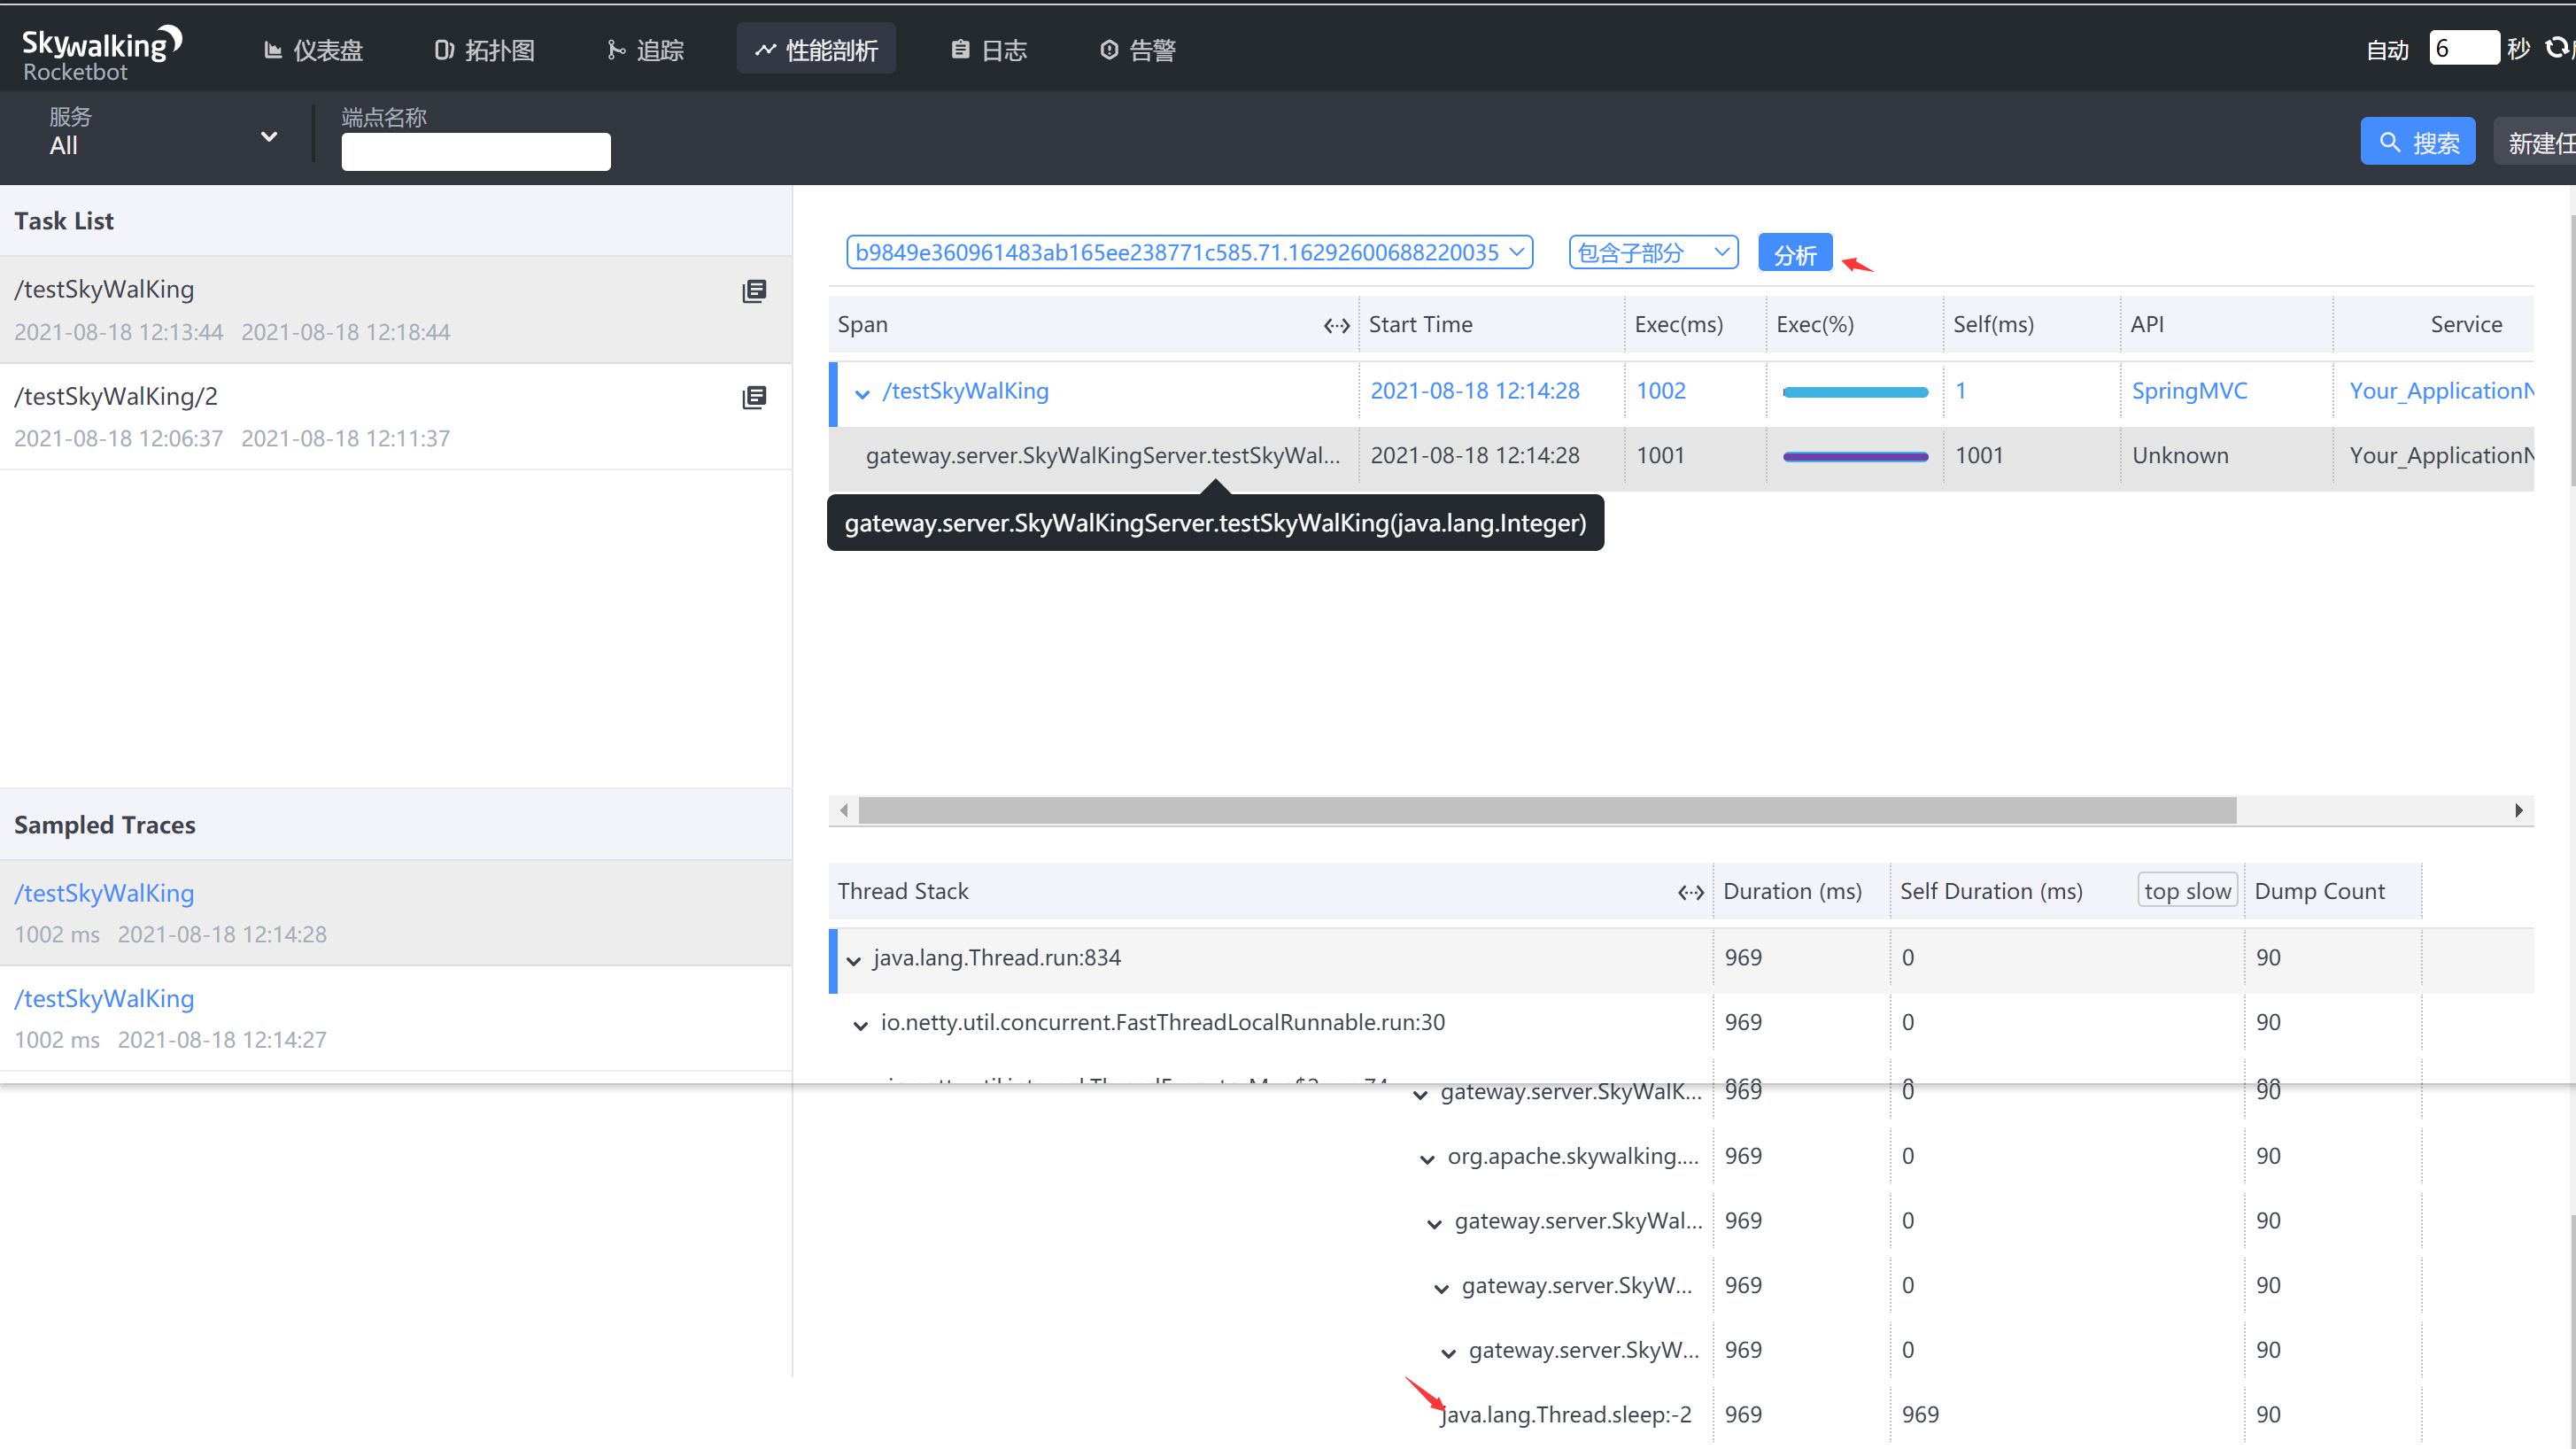 Skywalking
Rocketbot
仪表盘
拓扑图
追踪
性能剖析
日志
告警
自动 6 秒
服务
All
端点名称
搜索
新建任
Task List
/testSkyWalKing
2021-08-18 12:13:44 2021-08-18 12:18:44
/testSkyWalKing/2
2021-08-18 12:06:37 2021-08-18 12:11:37
Sampled Traces
/testSkyWalKing
1002 ms 2021-08-18 12:14:28
/testSkyWalKing
1002 ms 2021-08-18 12:14:27
b9849e360961483ab165ee238771c585.71.16292600688220035 包含子部分 分析
Span Start Time Exec(ms) Exec(%) Self(ms) API Service
/testSkyWalKing 2021-08-18 12:14:28 1002 1 SpringMVC Your_ApplicationN
gateway.server.SkyWalKingServer.testSkyWal... 2021-08-18 12:14:28 1001 1001 Unknown Your_ApplicationN
gateway.server.SkyWalKingServer.testSkyWalKing(java.lang.Integer)
Thread Stack Duration (ms) Self Duration (ms) top slow Dump Count
java.lang.Thread.run:834 969 0 90
io.netty.util.concurrent.FastThreadLocalRunnable.run:30 969 0 90
gateway.server.SkyWalK... 969 0 90
org.apache.skywalking.... 969 0 90
gateway.server.SkyWal... 969 0 90
gateway.server.SkyW... 969 0 90
gateway.server.SkyW... 969 0 90
java.lang.Thread.sleep:-2 969 969 90